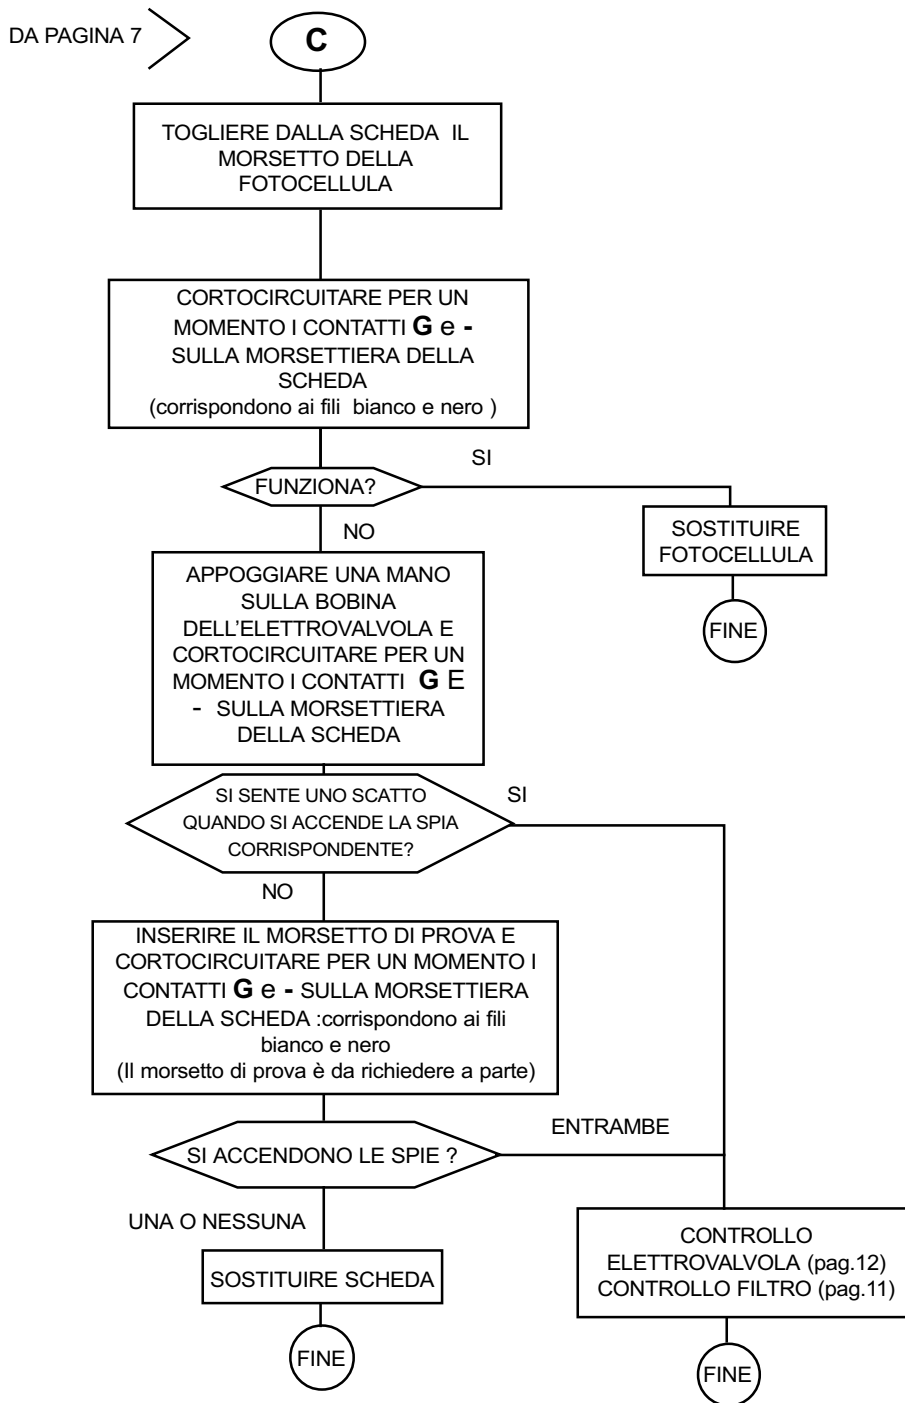 DA PAGINA 7
C
TOGLIERE DALLA SCHEDA IL
MORSETTO DELLA
FOTOCELLULA
CORTOCIRCUITARE PER UN
MOMENTO I CONTATTI G e -
SULLA MORSETTIERA DELLA
SCHEDA
(corrispondono ai fili bianco e nero )
FUNZIONA?
SI
NO
SOSTITUIRE
FOTOCELLULA
FINE
APPOGGIARE UNA MANO
SULLA BOBINA
DELL'ELETTROVALVOLA E
CORTOCIRCUITARE PER UN
MOMENTO I CONTATTI G E
- SULLA MORSETTIERA
DELLA SCHEDA
SI SENTE UNO SCATTO
QUANDO SI ACCENDE LA SPIA
CORRISPONDENTE?
SI
NO
INSERIRE IL MORSETTO DI PROVA E
CORTOCIRCUITARE PER UN MOMENTO I
CONTATTI G e - SULLA MORSETTIERA
DELLA SCHEDA :corrispondono ai fili
bianco e nero
(Il morsetto di prova è da richiedere a parte)
SI ACCENDONO LE SPIE ?
ENTRAMBE
UNA O NESSUNA
SOSTITUIRE SCHEDA
FINE
CONTROLLO
ELETTROVALVOLA (pag.12)
CONTROLLO FILTRO (pag.11)
FINE